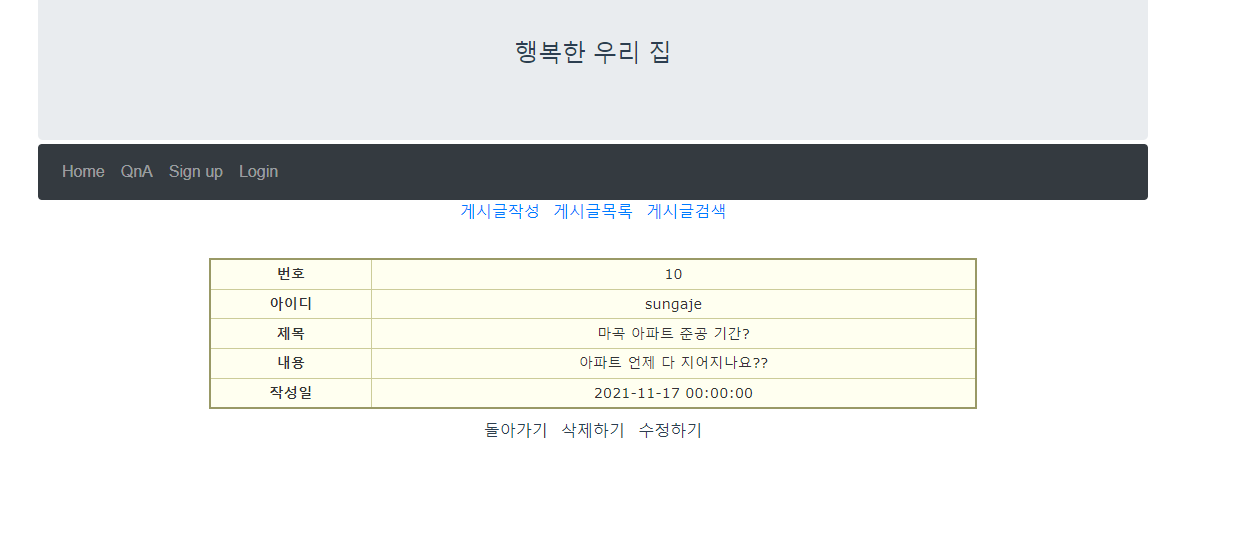 행복한 우리 집
Home QnA Sign up Login
게시글작성 게시글목록 게시글검색
번호 10
아이디 sungaje
제목 마곡 아파트 준공 기간?
내용 아파트 언제 다 지어지나요??
작성일 2021-11-17 00:00:00
돌아가기 삭제하기 수정하기